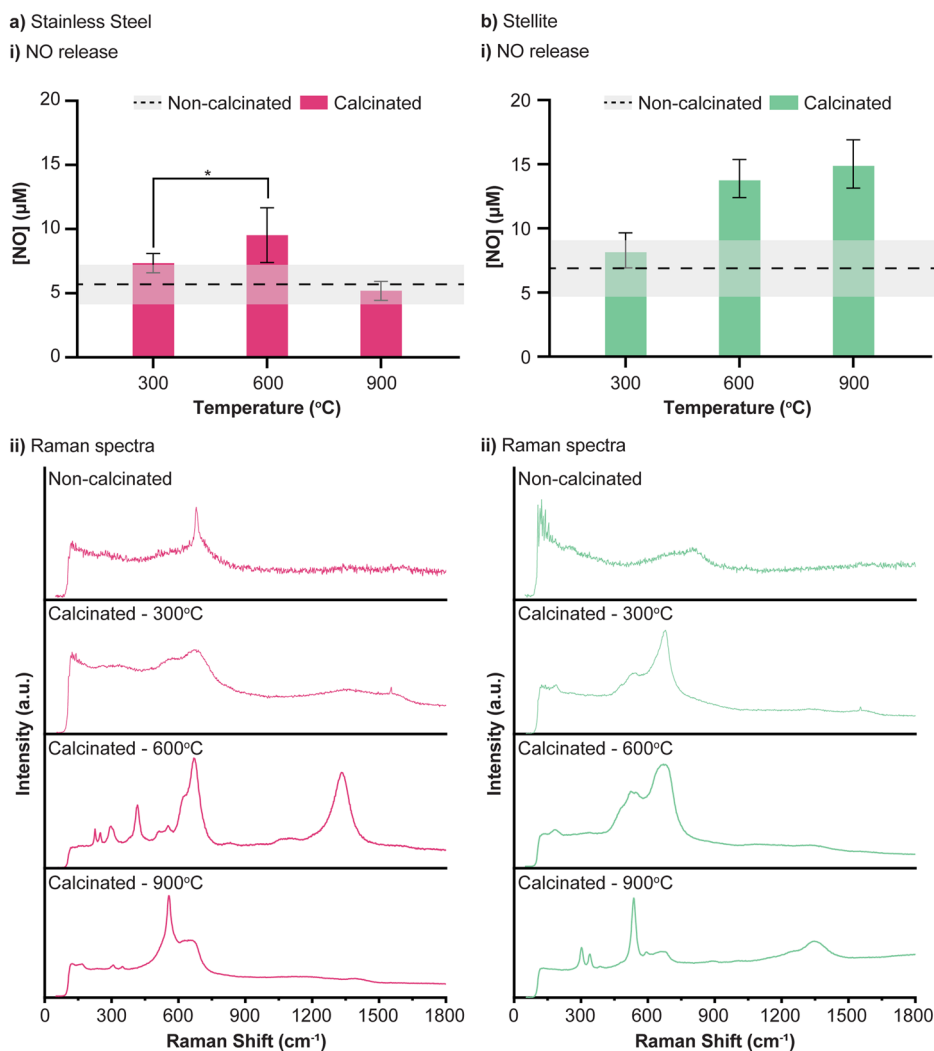 a) Stainless Steel
i) NO release
20
15
10
5
0
[NO] (µM)
Non-calcinated
Calcinated
*
300
600
900
Temperature (°C)
ii) Raman spectra
Non-calcinated
Calcinated - 300°C
Calcinated - 600°C
Calcinated - 900°C
Intensity (a.u.)
0
300
600
900
1200
1500
1800
Raman Shift (cm⁻¹)
b) Stellite
i) NO release
20
15
10
5
0
[NO] (µM)
Non-calcinated
Calcinated
300
600
900
Temperature (°C)
ii) Raman spectra
Non-calcinated
Calcinated - 300°C
Calcinated - 600°C
Calcinated - 900°C
Intensity (a.u.)
0
300
600
900
1200
1500
1800
Raman Shift (cm⁻¹)